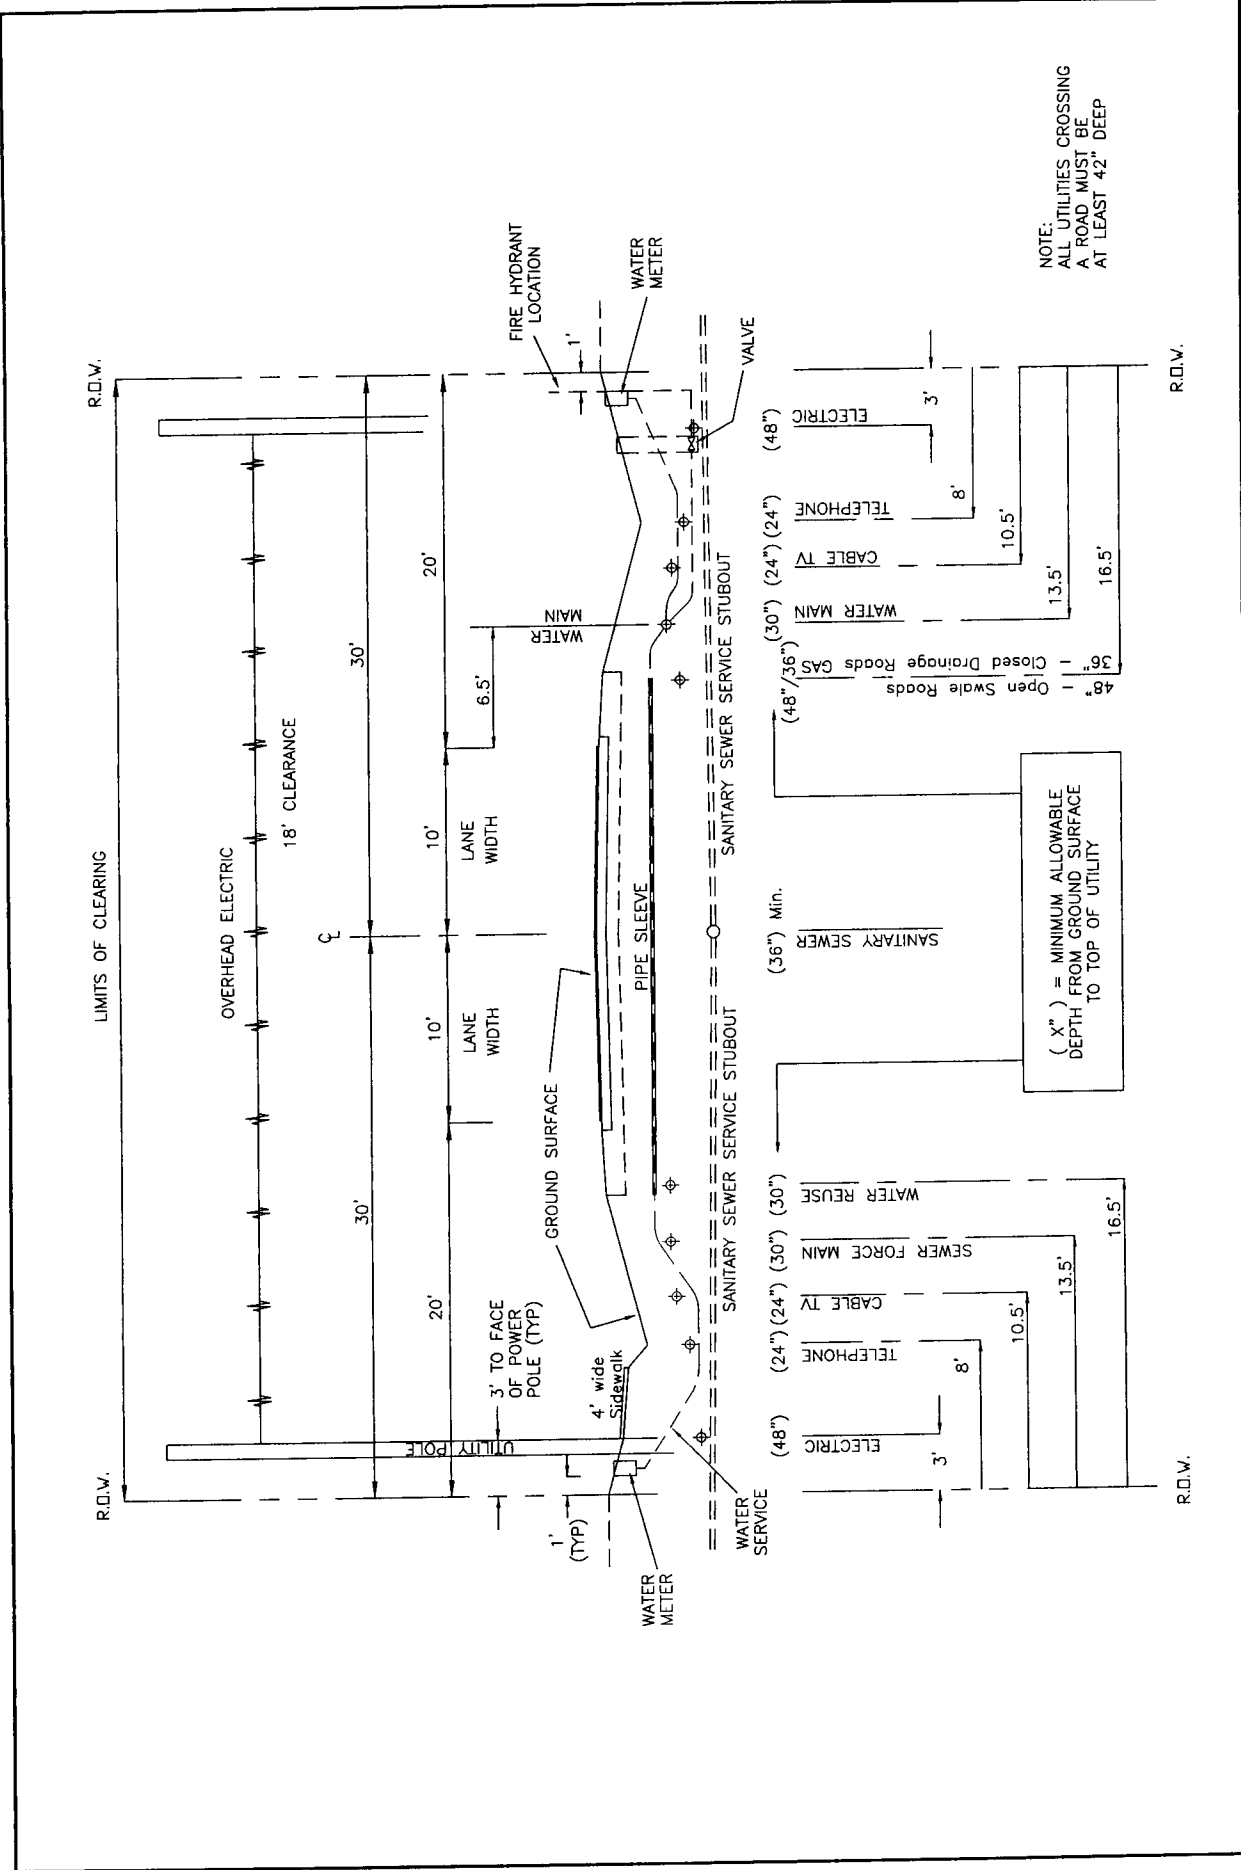 LIMITS OF CLEARING
R.O.W.
R.O.W.
OVERHEAD ELECTRIC
18' CLEARANCE
℄
30'
30'
20'
10'
LANE
WIDTH
10'
LANE
WIDTH
20'
6.5'
WATER
MAIN
UTILITY POLE
3' TO FACE
OF POWER
POLE (TYP)
GROUND SURFACE
FIRE HYDRANT
LOCATION
1'
(TYP)
1'
4' wide
Sidewalk
WATER
METER
WATER
METER
PIPE SLEEVE
WATER
SERVICE
SANITARY SEWER SERVICE STUBOUT
SANITARY SEWER SERVICE STUBOUT
VALVE
(48")
(24")
(24")
(30")
(30")
(36") Min.
(48"/36")
(30")
(24")
(24")
(48")
ELECTRIC
TELEPHONE
CABLE TV
SEWER FORCE MAIN
WATER REUSE
SANITARY SEWER
48" - Open Swale Roads
36" - Closed Drainage Roads GAS
WATER MAIN
CABLE TV
TELEPHONE
ELECTRIC
3'
8'
10.5'
13.5'
16.5'
3'
8'
10.5'
13.5'
16.5'
( X" ) = MINIMUM ALLOWABLE
DEPTH FROM GROUND SURFACE
TO TOP OF UTILITY
NOTE:
ALL UTILITIES CROSSING
A ROAD MUST BE
AT LEAST 42" DEEP
R.O.W.
R.O.W.